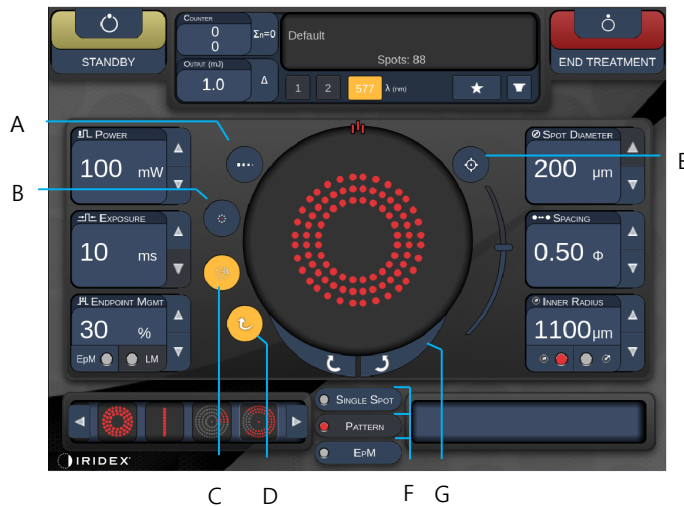 COUNTER
0
0
Σn=0
OUTPUT (mJ)
1.0
Δ
Default
Spots: 88
1 2 577 λ (nm)
STANDBY
END TREATMENT
A
B
E
POWER
100 mW
EXPOSURE
10 ms
ENDPOINT MGMT
30 %
EpM LM
SPOT DIAMETER
200 μm
SPACING
0.50 Φ
INNER RADIUS
1100μm
SINGLE SPOT
PATTERN
EPM
IRIDEX
C D F G